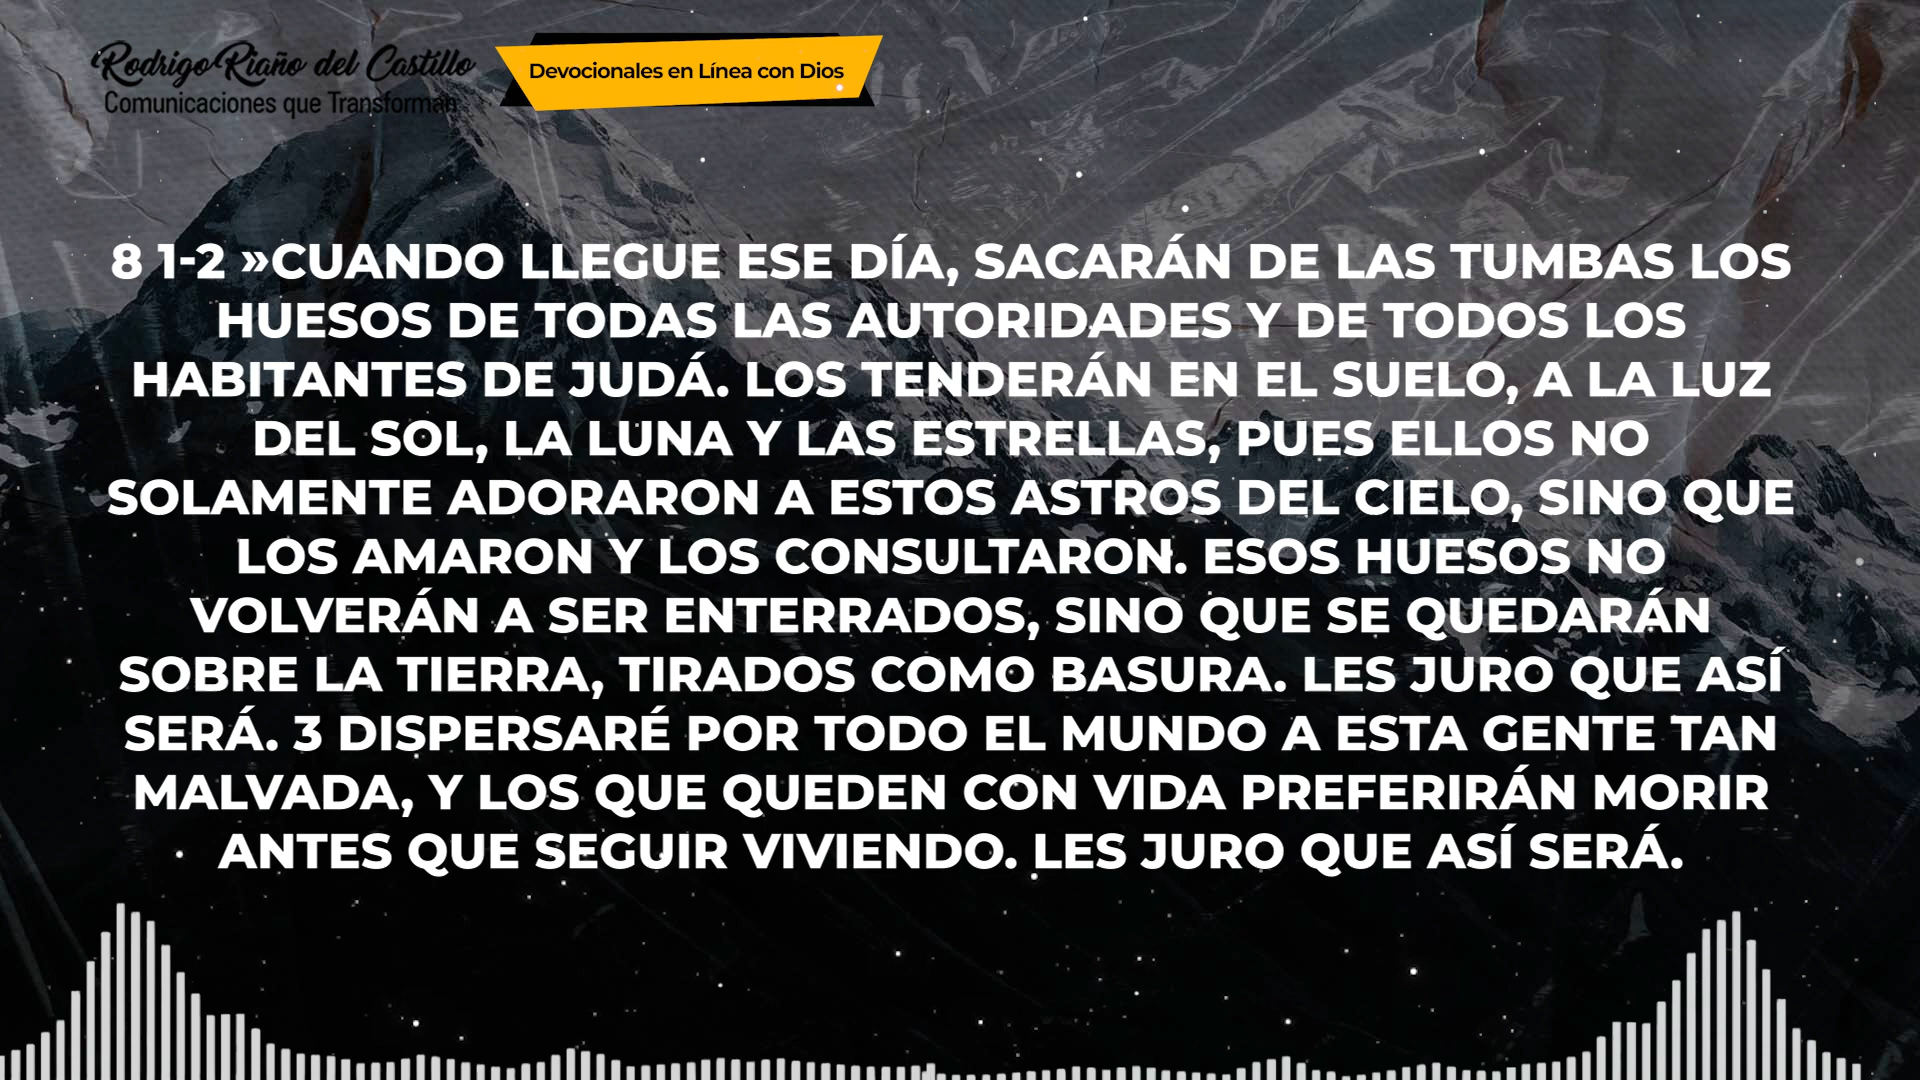 Rodrigo Riaño del Castillo
Comunicaciones que Transforman
Devocionales en Línea con Dios
8 1-2 »CUANDO LLEGUE ESE DÍA, SACARÁN DE LAS TUMBAS LOS
HUESOS DE TODAS LAS AUTORIDADES Y DE TODOS LOS
HABITANTES DE JUDÁ. LOS TENDERÁN EN EL SUELO, A LA LUZ
DEL SOL, LA LUNA Y LAS ESTRELLAS, PUES ELLOS NO
SOLAMENTE ADORARON A ESTOS ASTROS DEL CIELO, SINO QUE
LOS AMARON Y LOS CONSULTARON. ESOS HUESOS NO
VOLVERÁN A SER ENTERRADOS, SINO QUE SE QUEDARÁN
SOBRE LA TIERRA, TIRADOS COMO BASURA. LES JURO QUE ASÍ
SERÁ. 3 DISPERSARÉ POR TODO EL MUNDO A ESTA GENTE TAN
MALVADA, Y LOS QUE QUEDEN CON VIDA PREFERIRÁN MORIR
ANTES QUE SEGUIR VIVIENDO. LES JURO QUE ASÍ SERÁ.